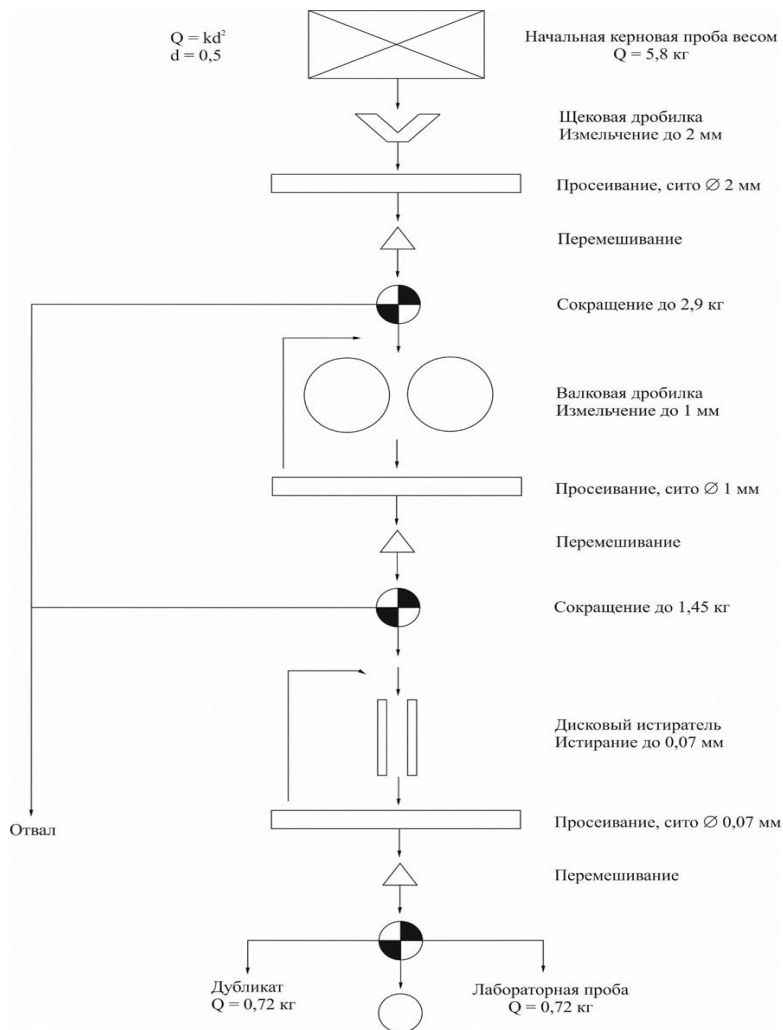 Q = kd²
d = 0,5
Начальная керновая проба весом
Q = 5,8 кг
Щековая дробилка
Измельчение до 2 мм
Просеивание, сито ∅ 2 мм
Перемешивание
Сокращение до 2,9 кг
Валковая дробилка
Измельчение до 1 мм
Просеивание, сито ∅ 1 мм
Перемешивание
Сокращение до 1,45 кг
Дисковый истиратель
Истирание до 0,07 мм
Отвал
Просеивание, сито ∅ 0,07 мм
Перемешивание
Дубликат
Q = 0,72 кг
Лабораторная проба
Q = 0,72 кг